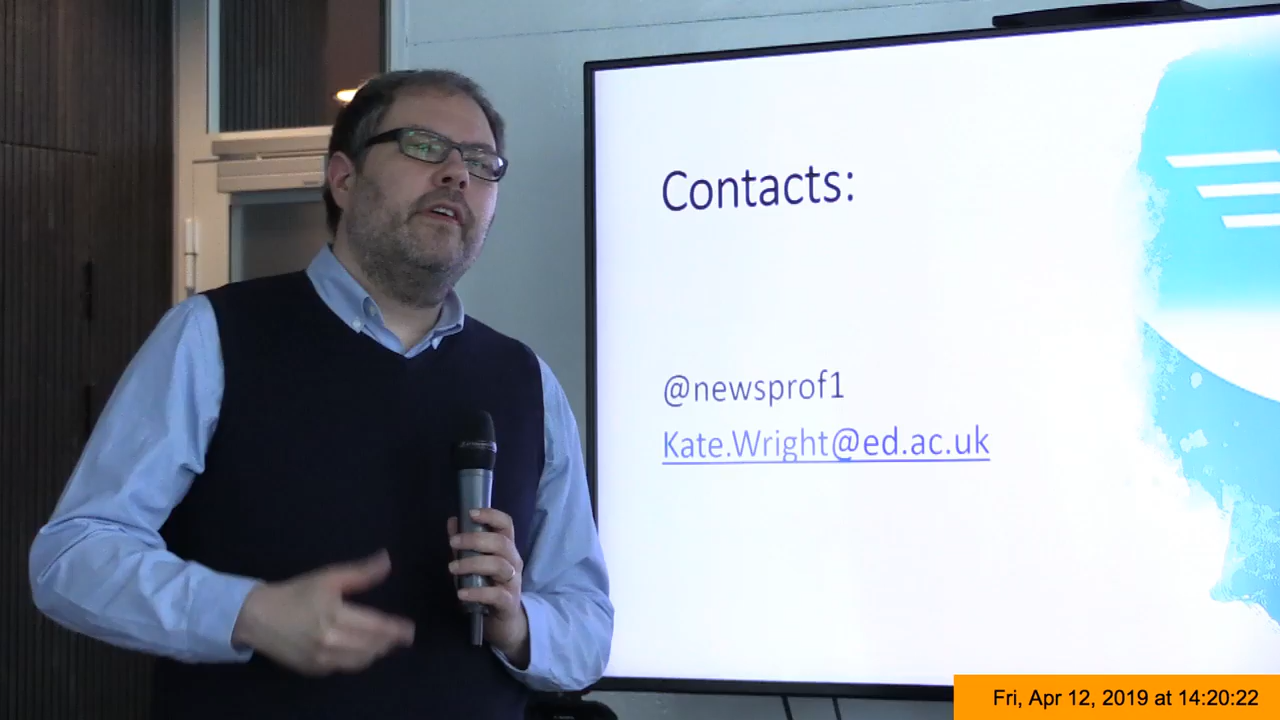 Contacts:
@newsprof1
Kate.Wright@ed.ac.uk
Fri, Apr 12, 2019 at 14:20:22